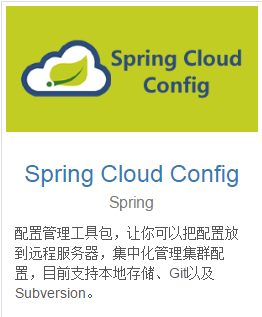 Spring Cloud
Config
Spring Cloud Config
Spring
配置管理工具包，让你可以把配置放
到远程服务器，集中化管理集群配
置，目前支持本地存储、Git以及
Subversion。